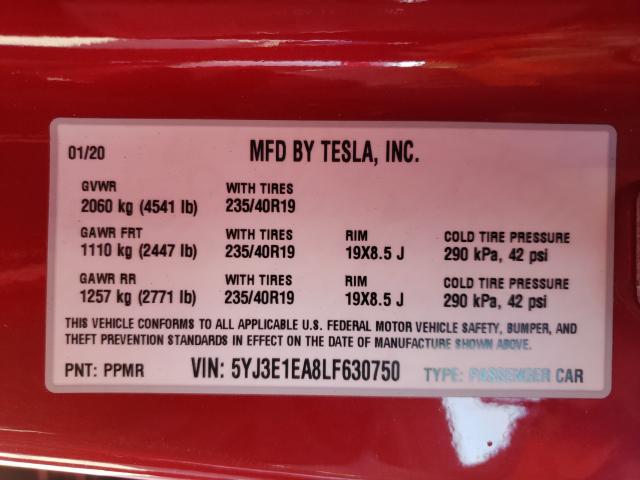 01/20 MFD BY TESLA, INC.
GVWR WITH TIRES
2060 kg (4541 lb) 235/40R19
GAWR FRT WITH TIRES RIM COLD TIRE PRESSURE
1110 kg (2447 lb) 235/40R19 19X8.5 J 290 kPa, 42 psi
GAWR RR WITH TIRES RIM COLD TIRE PRESSURE
1257 kg (2771 lb) 235/40R19 19X8.5 J 290 kPa, 42 psi
THIS VEHICLE CONFORMS TO ALL APPLICABLE U.S. FEDERAL MOTOR VEHICLE SAFETY, BUMPER, AND
THEFT PREVENTION STANDARDS IN EFFECT ON THE DATE OF MANUFACTURE SHOWN ABOVE.
PNT: PPMR VIN: 5YJ3E1EA8LF630750 TYPE: PASSENGER CAR